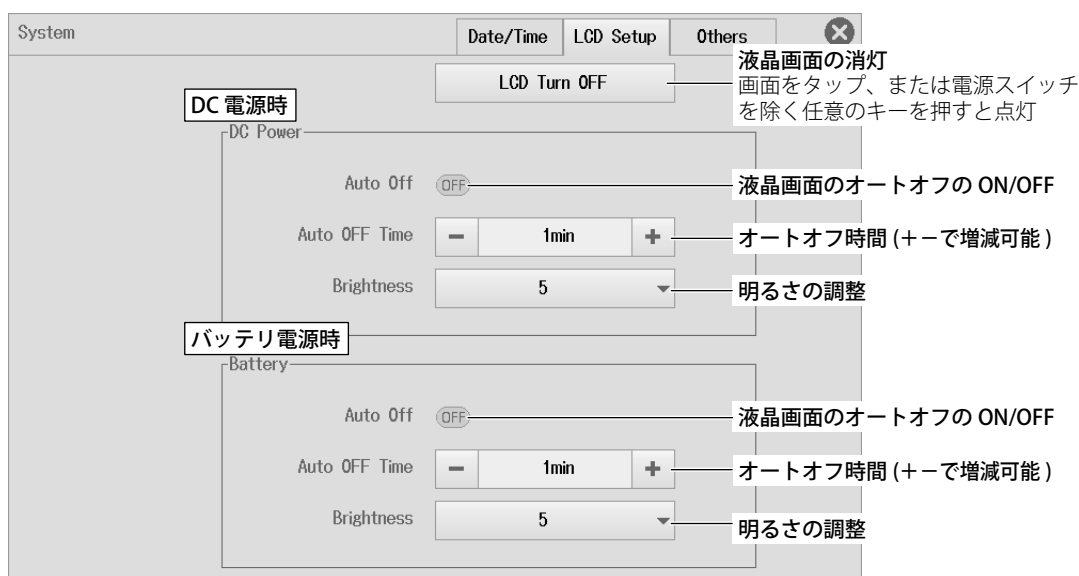 System
Date/Time
LCD Setup
Others
LCD Turn OFF
液晶画面の消灯
画面をタップ、または電源スイッチ
を除く任意のキーを押すと点灯
DC 電源時
DC Power
Auto Off
OFF
液晶画面のオートオフの ON/OFF
Auto OFF Time
− 1min +
オートオフ時間 (+−で増減可能 )
Brightness
5
明るさの調整
バッテリ電源時
Battery
Auto Off
OFF
液晶画面のオートオフの ON/OFF
Auto OFF Time
− 1min +
オートオフ時間 (+−で増減可能 )
Brightness
5
明るさの調整